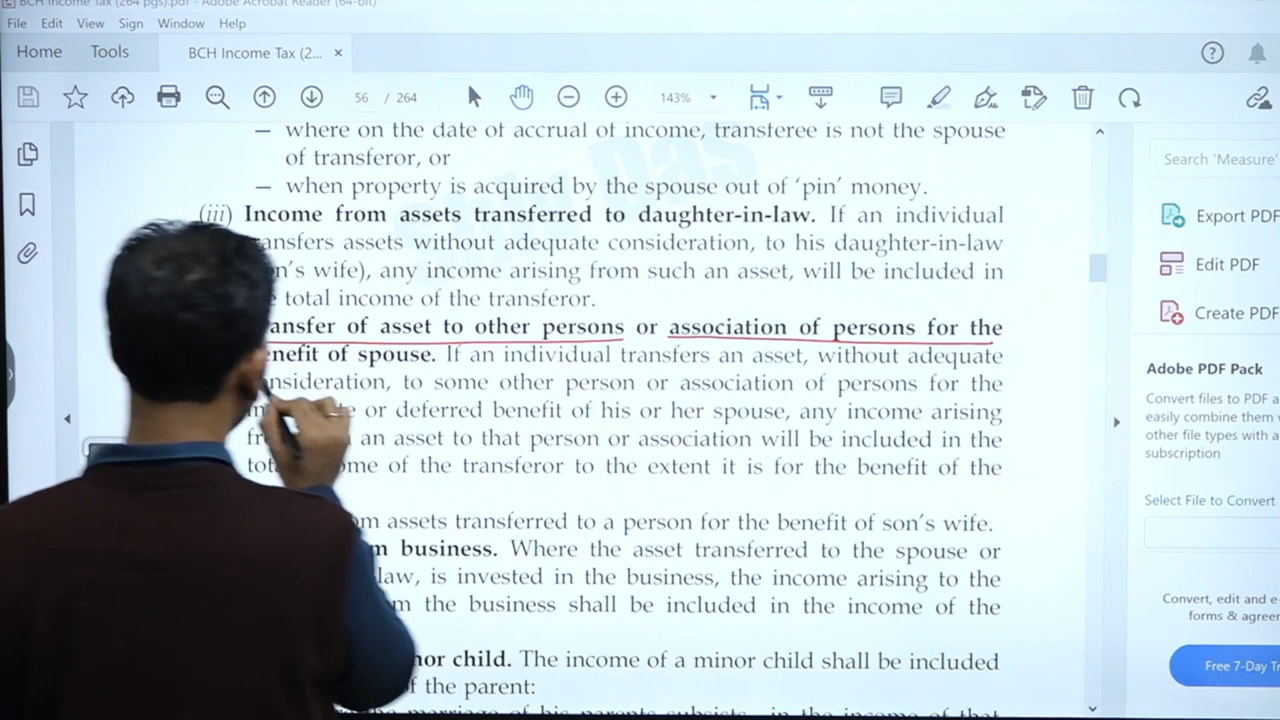 BCH Income Tax (264 pgs).pdf - Adobe Acrobat Reader (64-bit)
File Edit View Sign Window Help
Home Tools BCH Income Tax (2... ×
56 / 264 143%
— where on the date of accrual of income, transferee is not the spouse
of transferor, or
— when property is acquired by the spouse out of 'pin' money.
(iii) Income from assets transferred to daughter-in-law. If an individual
ransfers assets without adequate consideration, to his daughter-in-law
n's wife), any income arising from such an asset, will be included in
total income of the transferor.
ansfer of asset to other persons or association of persons for the
nefit of spouse. If an individual transfers an asset, without adequate
nsideration, to some other person or association of persons for the
or deferred benefit of his or her spouse, any income arising
an asset to that person or association will be included in the
tot me of the transferor to the extent it is for the benefit of the
om assets transferred to a person for the benefit of son's wife.
m business. Where the asset transferred to the spouse or
law, is invested in the business, the income arising to the
m the business shall be included in the income of the
nor child. The income of a minor child shall be included
f the parent:
Search 'Measure'
Export PDF
Edit PDF
Create PDF
Adobe PDF Pack
Convert files to PDF a
easily combine them w
other file types with a
subscription
Select File to Convert
Convert, edit and e-
forms & agreer
Free 7-Day Tr